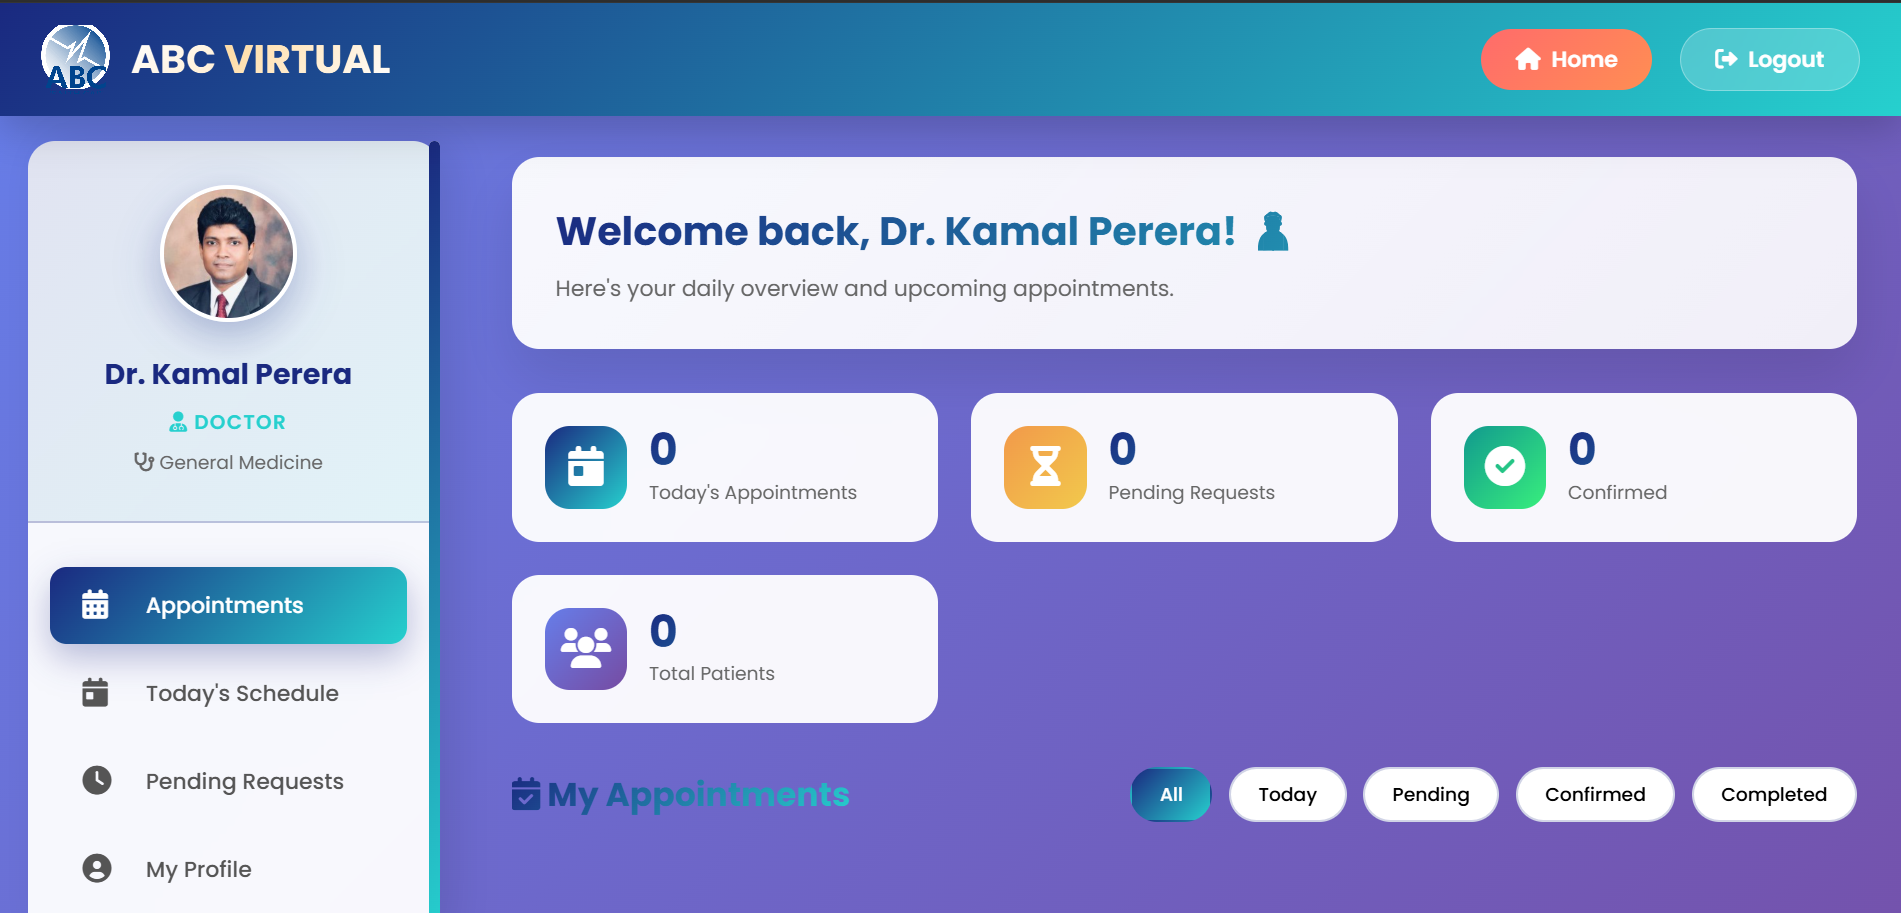 ABC
ABC VIRTUAL
Home
Logout
Dr. Kamal Perera
DOCTOR
General Medicine
Appointments
Today's Schedule
Pending Requests
My Profile
Welcome back, Dr. Kamal Perera!
Here's your daily overview and upcoming appointments.
0
Today's Appointments
0
Pending Requests
0
Confirmed
0
Total Patients
My Appointments
All
Today
Pending
Confirmed
Completed